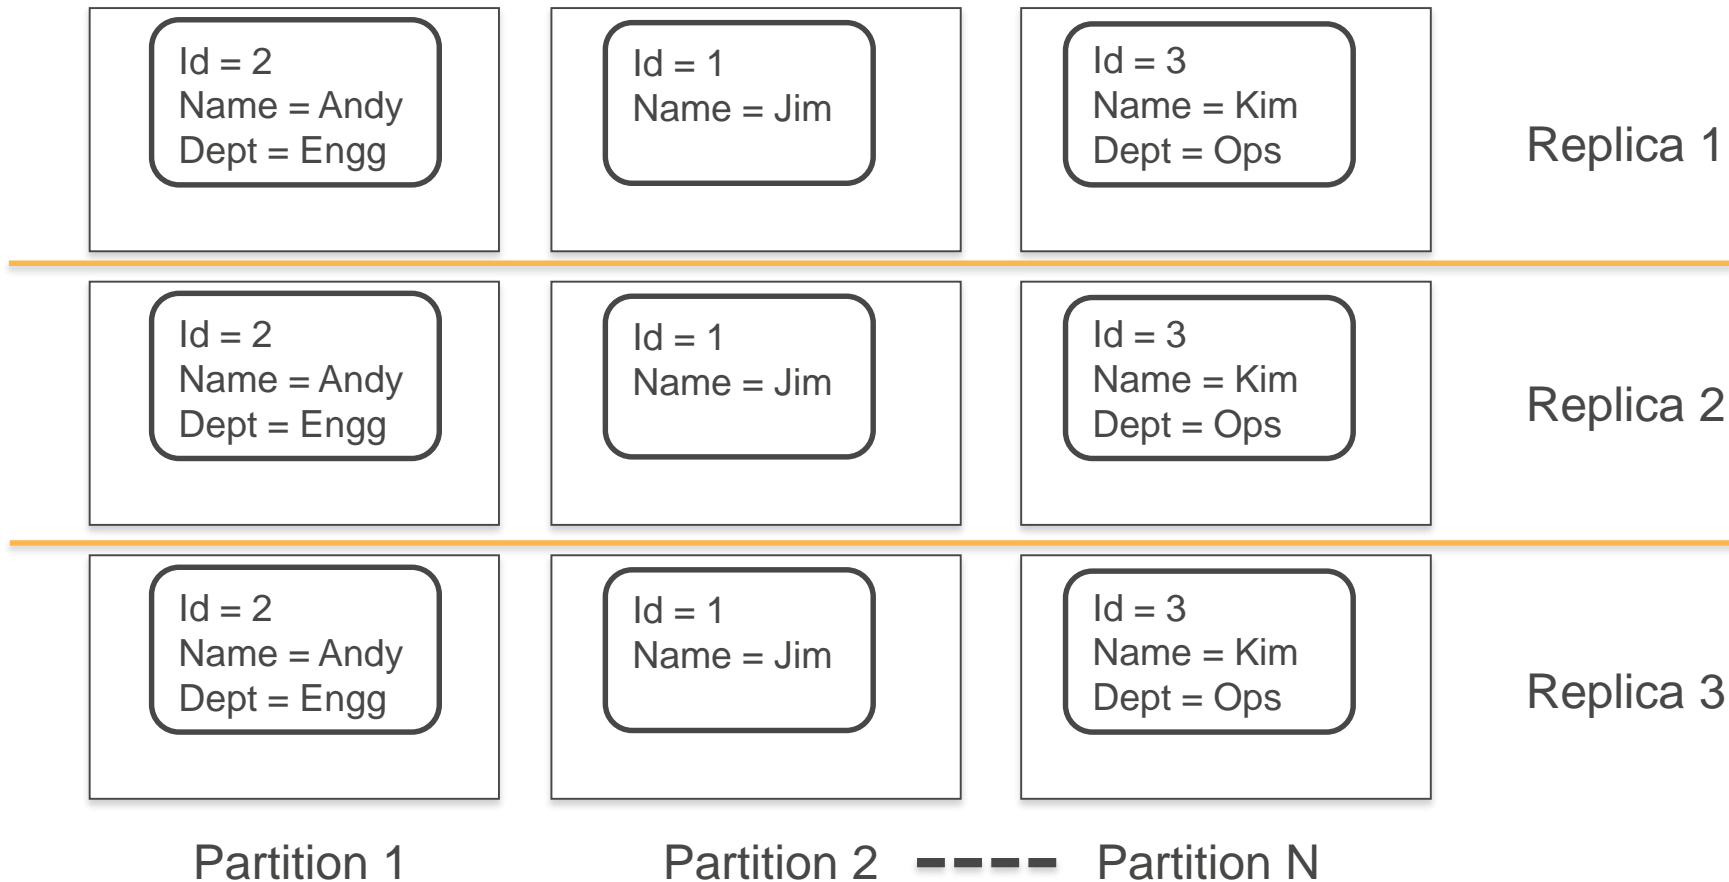 Id = 2
Name = Andy
Dept = Engg
Id = 1
Name = Jim
Id = 3
Name = Kim
Dept = Ops
Replica 1
Id = 2
Name = Andy
Dept = Engg
Id = 1
Name = Jim
Id = 3
Name = Kim
Dept = Ops
Replica 2
Id = 2
Name = Andy
Dept = Engg
Id = 1
Name = Jim
Id = 3
Name = Kim
Dept = Ops
Replica 3
Partition 1
Partition 2
Partition N